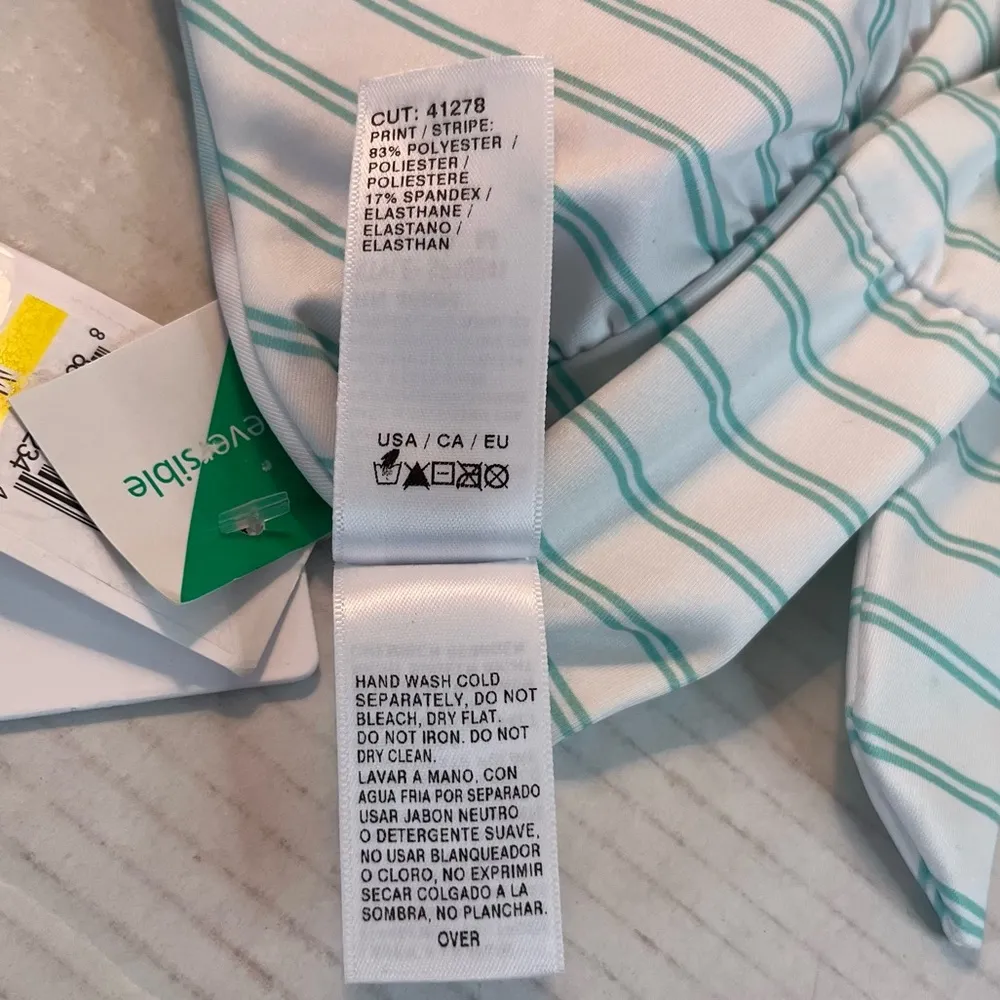 CUT: 41278
PRINT / STRIPE:
83% POLYESTER /
POLIESTER /
POLIESTERE
17% SPANDEX /
ELASTHANE /
ELASTANO /
ELASTHAN
USA / CA / EU
HAND WASH COLD
SEPARATELY, DO NOT
BLEACH, DRY FLAT.
DO NOT IRON. DO NOT
DRY CLEAN.
LAVAR A MANO, CON
AGUA FRIA POR SEPARADO
USAR JABON NEUTRO
O DETERGENTE SUAVE,
NO USAR BLANQUEADOR
O CLORO, NO EXPRIMIR
SECAR COLGADO A LA
SOMBRA, NO PLANCHAR.
OVER
eversible